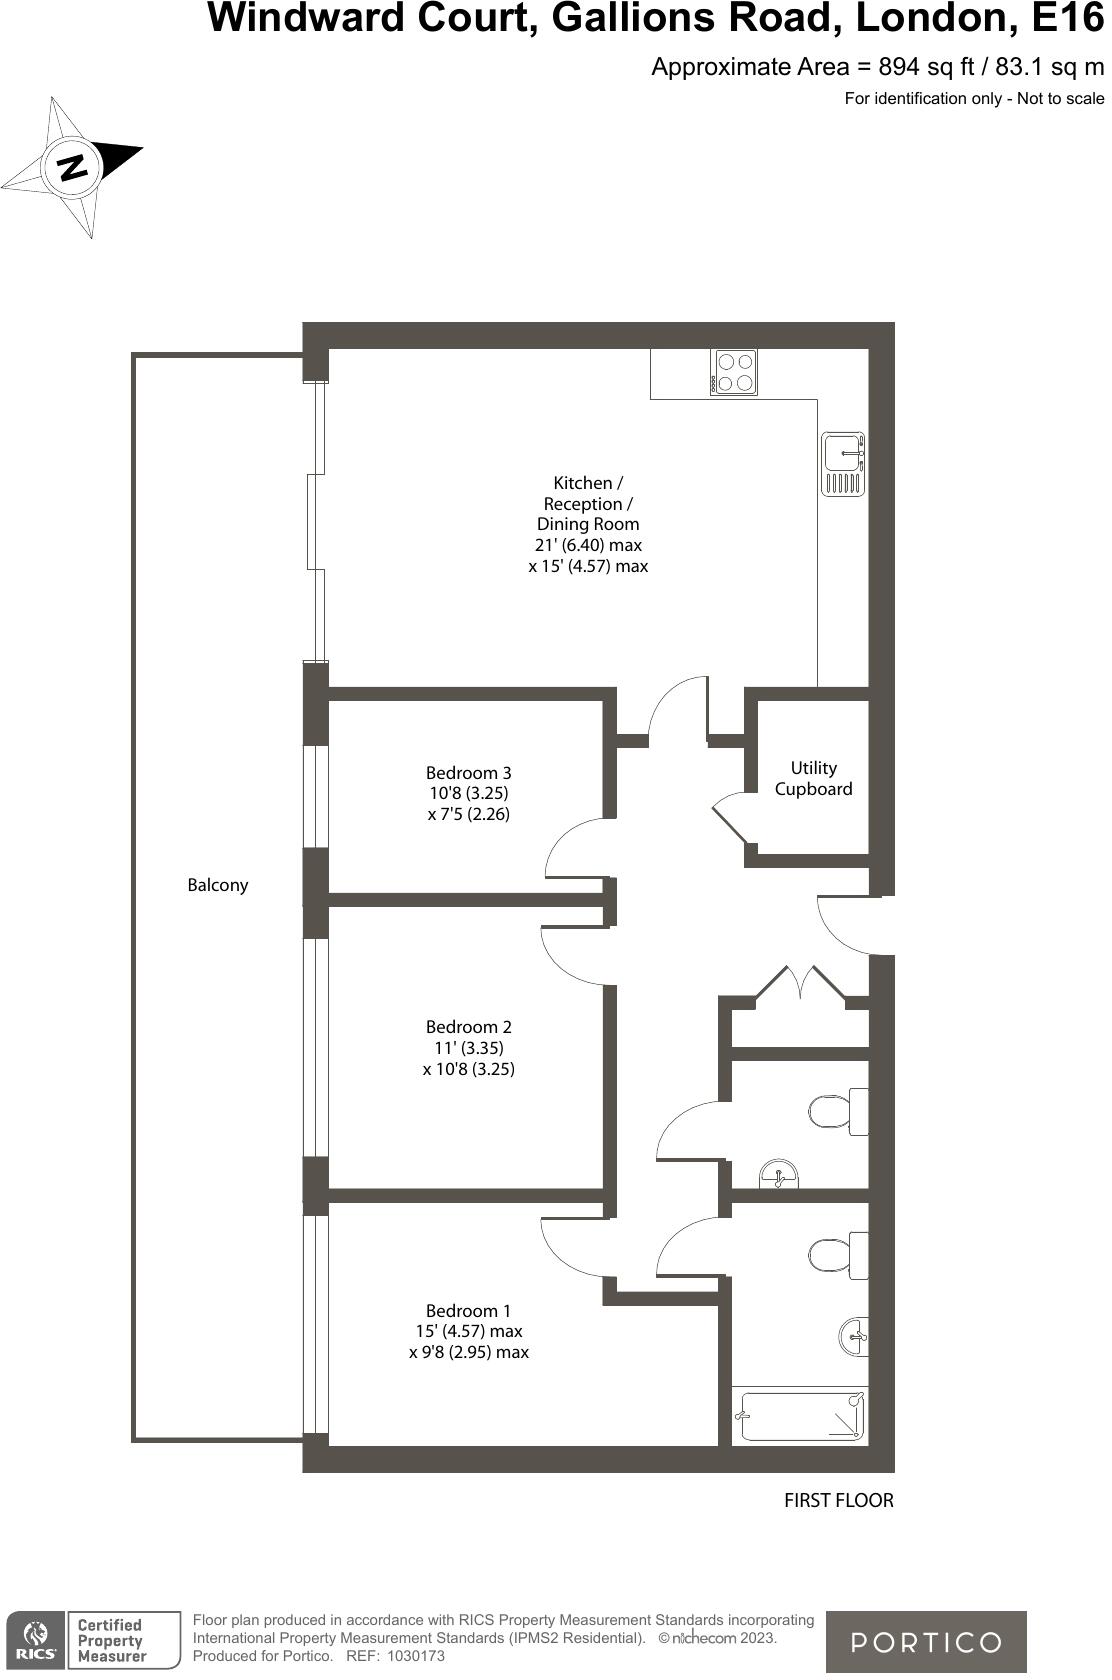 Windward Court, Gallions Road, London, E16
Approximate Area = 894 sq ft / 83.1 sq m
For identification only - Not to scale
N
Kitchen /
Reception /
Dining Room
21' (6.40) max
x 15' (4.57) max
Bedroom 3
10'8 (3.25)
x 7'5 (2.26)
Utility
Cupboard
Balcony
Bedroom 2
11' (3.35)
x 10'8 (3.25)
Bedroom 1
15' (4.57) max
x 9'8 (2.95) max
FIRST FLOOR
RICS
Certified
Property
Measurer
Floor plan produced in accordance with RICS Property Measurement Standards incorporating
International Property Measurement Standards (IPMS2 Residential). © nichecom 2023.
Produced for Portico. REF: 1030173
PORTICO